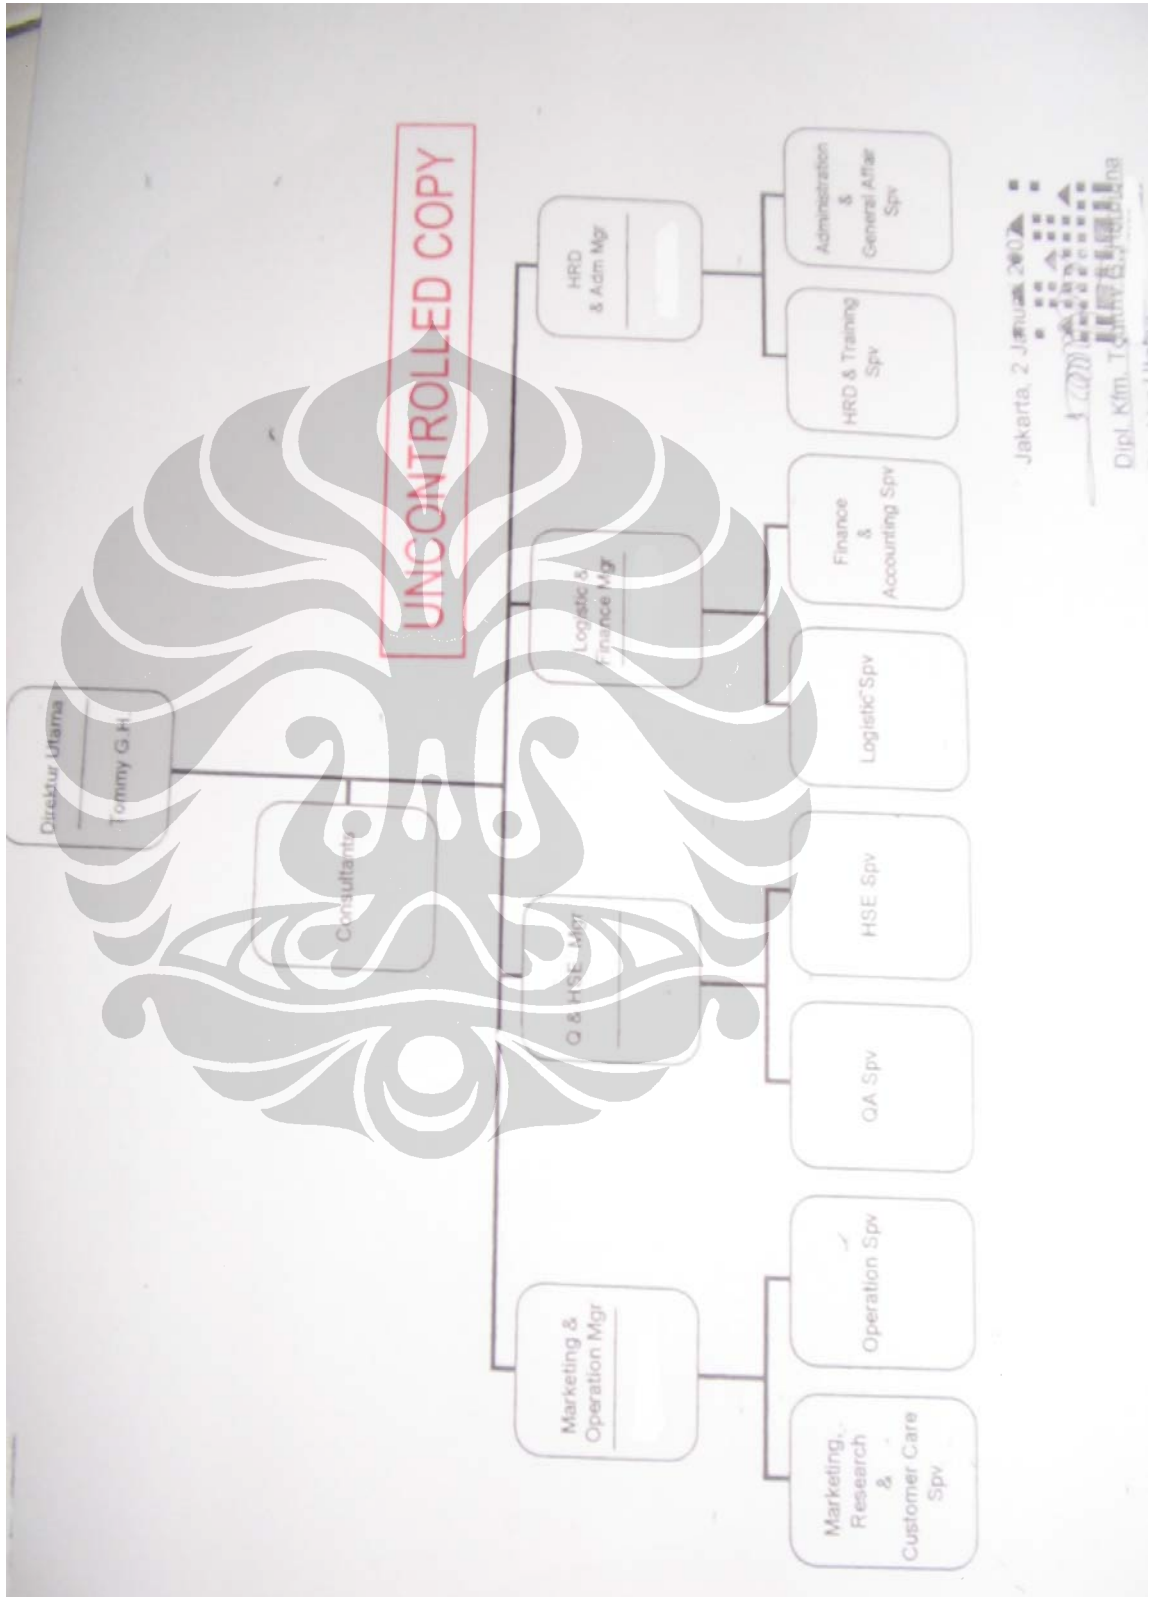 Direktur Utama
Tommy G.H.
Consultants
UNCONTROLLED COPY
Marketing &
Operation Mgr
Q & HSE Mgr
Logistic &
Finance Mgr
HRD
& Adm Mgr
Marketing,
Research
&
Customer Care
Spv
Operation Spv
QA Spv
HSE Spv
Logistic Spv
Finance
&
Accounting Spv
HRD & Training
Spv
Administration
&
General Affair
Spv
Jakarta, 2 Januari 2007
Dipl. Kfm.